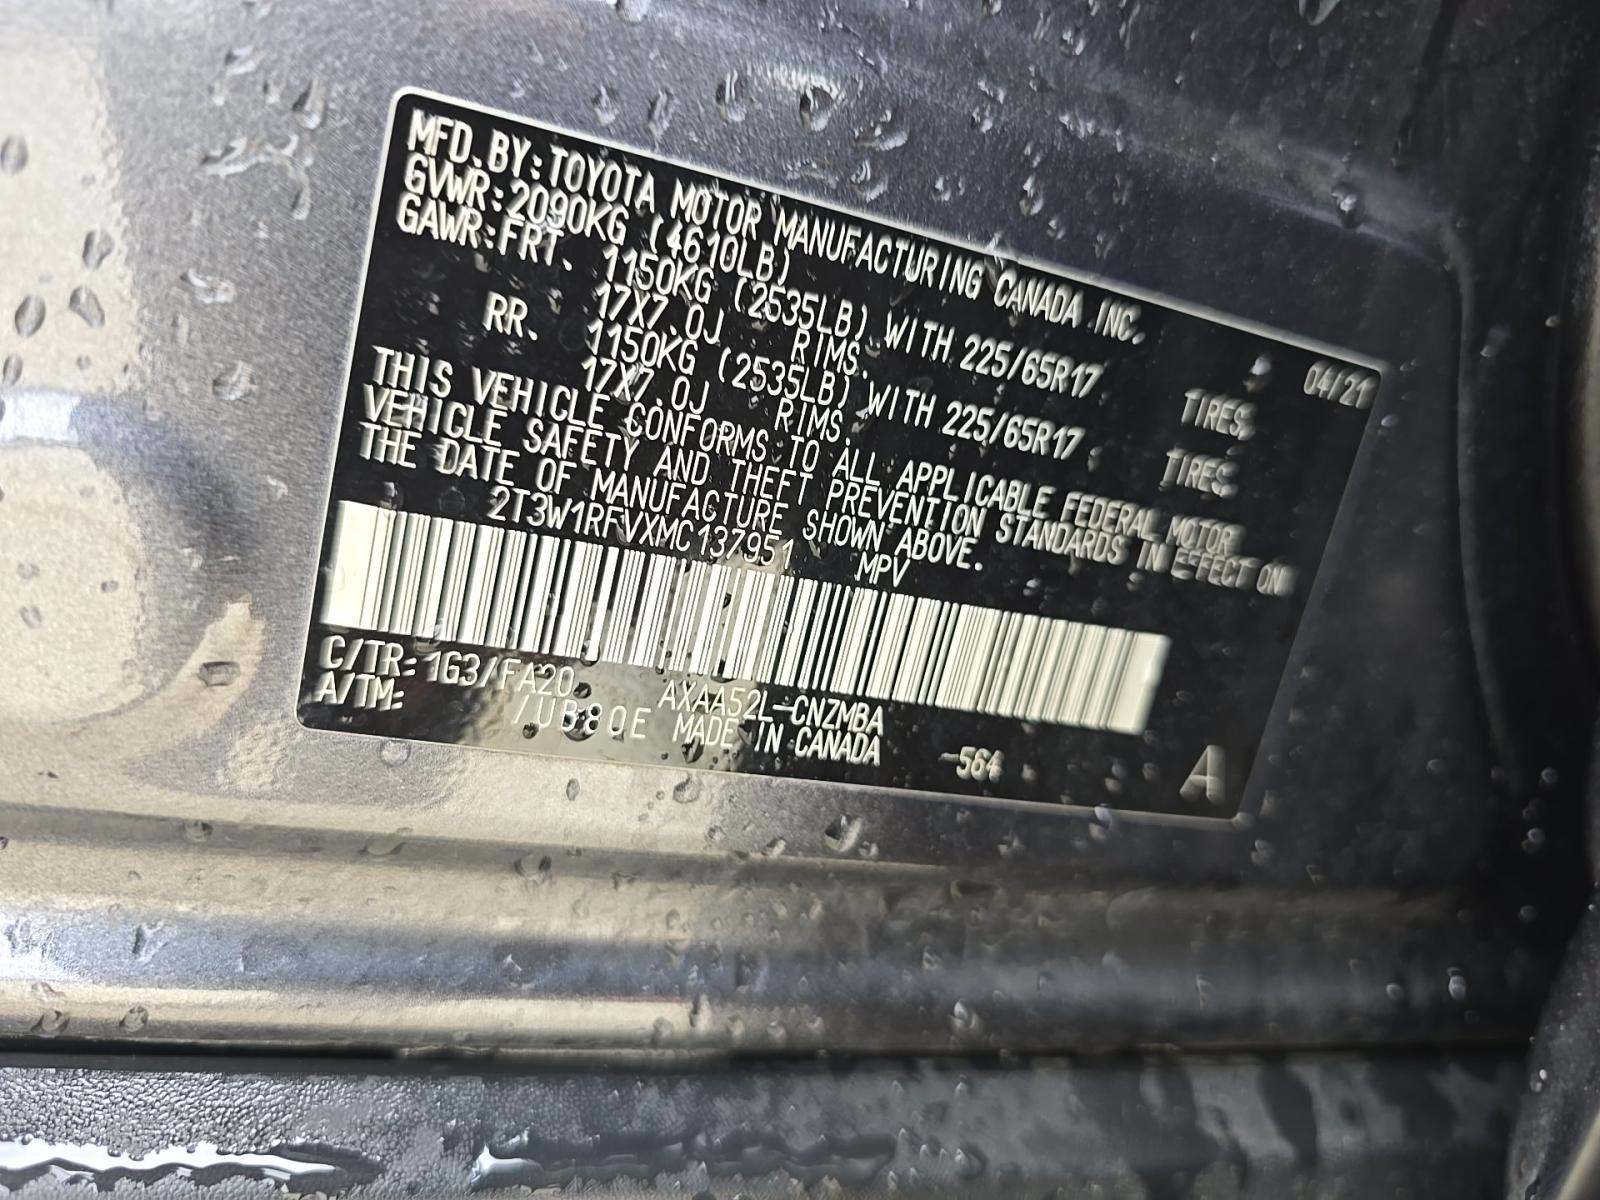 MFD. BY: TOYOTA MOTOR MANUFACTURING CANADA INC. 04/21
GVWR: 2090KG (4610LB)
GAWR: FRT. 1150KG (2535LB) WITH 225/65R17 TIRES,
17X7.0J RIMS.
RR. 1150KG (2535LB) WITH 225/65R17 TIRES,
17X7.0J RIMS.
THIS VEHICLE CONFORMS TO ALL APPLICABLE FEDERAL MOTOR
VEHICLE SAFETY AND THEFT PREVENTION STANDARDS IN EFFECT ON
THE DATE OF MANUFACTURE SHOWN ABOVE.
2T3W1RFVXMC137951 MPV
C/TR: 1G3/FA20 AXAA52L-CNZMBA
A/TM: /UB80E MADE IN CANADA -564 A